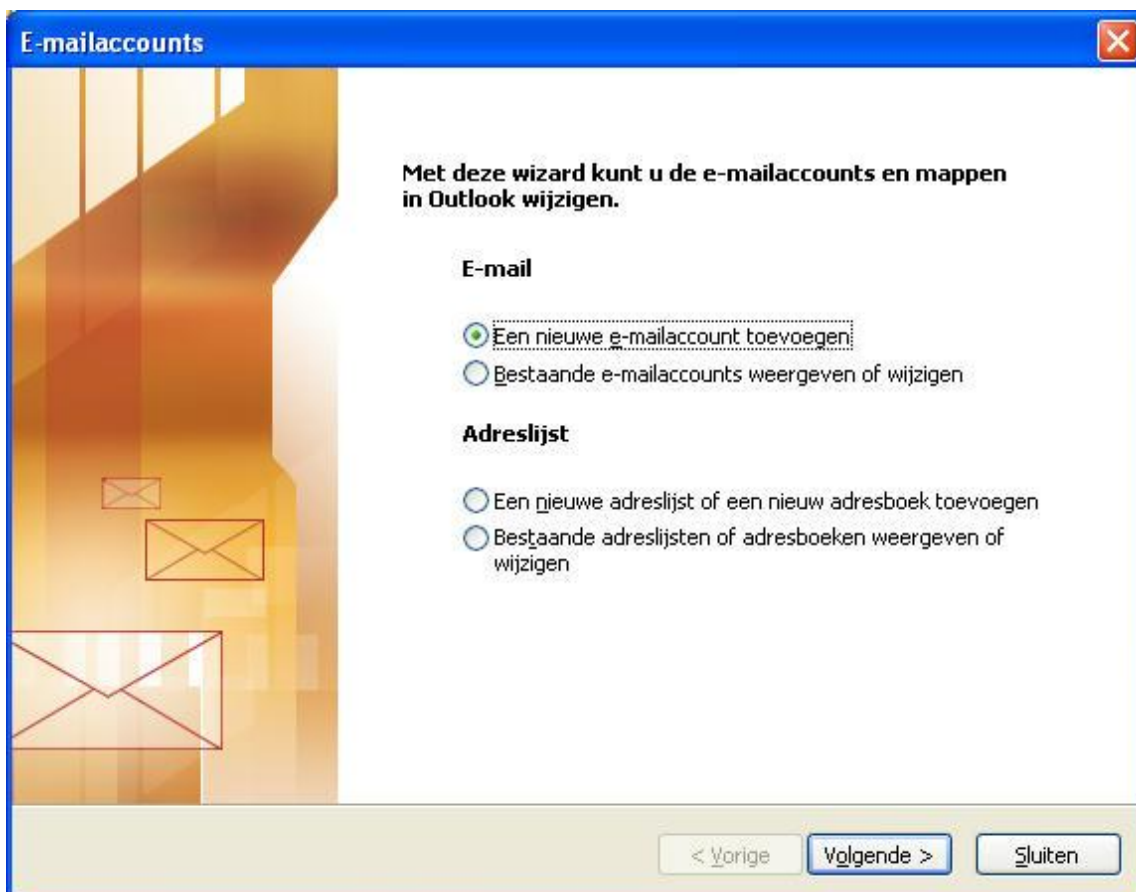 E-mailaccounts
Met deze wizard kunt u de e-mailaccounts en mappen
in Outlook wijzigen.
E-mail
Een nieuwe e-mailaccount toevoegen
Bestaande e-mailaccounts weergeven of wijzigen
Adreslijst
Een nieuwe adreslijst of een nieuw adresboek toevoegen
Bestaande adreslijsten of adresboeken weergeven of
wijzigen
< Vorige
Volgende >
Sluiten